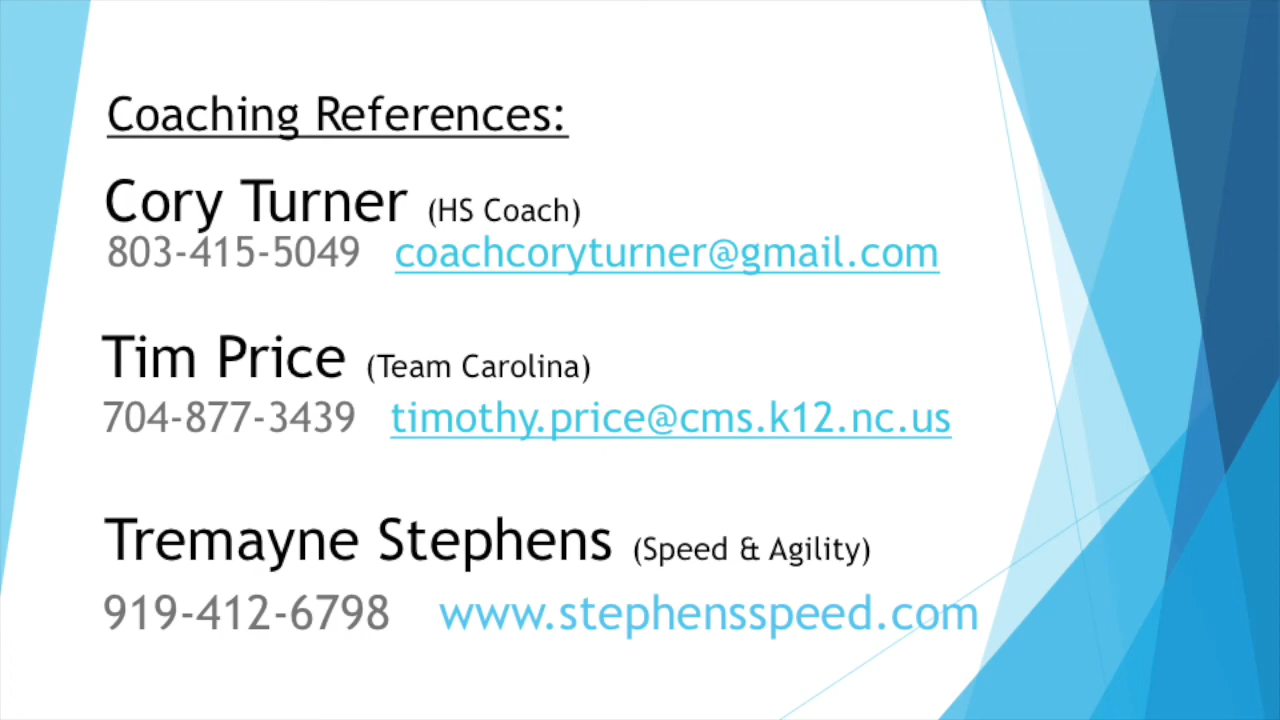 Coaching References:
Cory Turner (HS Coach)
803-415-5049 coachcoryturner@gmail.com
Tim Price (Team Carolina)
704-877-3439 timothy.price@cms.k12.nc.us
Tremayne Stephens (Speed & Agility)
919-412-6798 www.stephensspeed.com